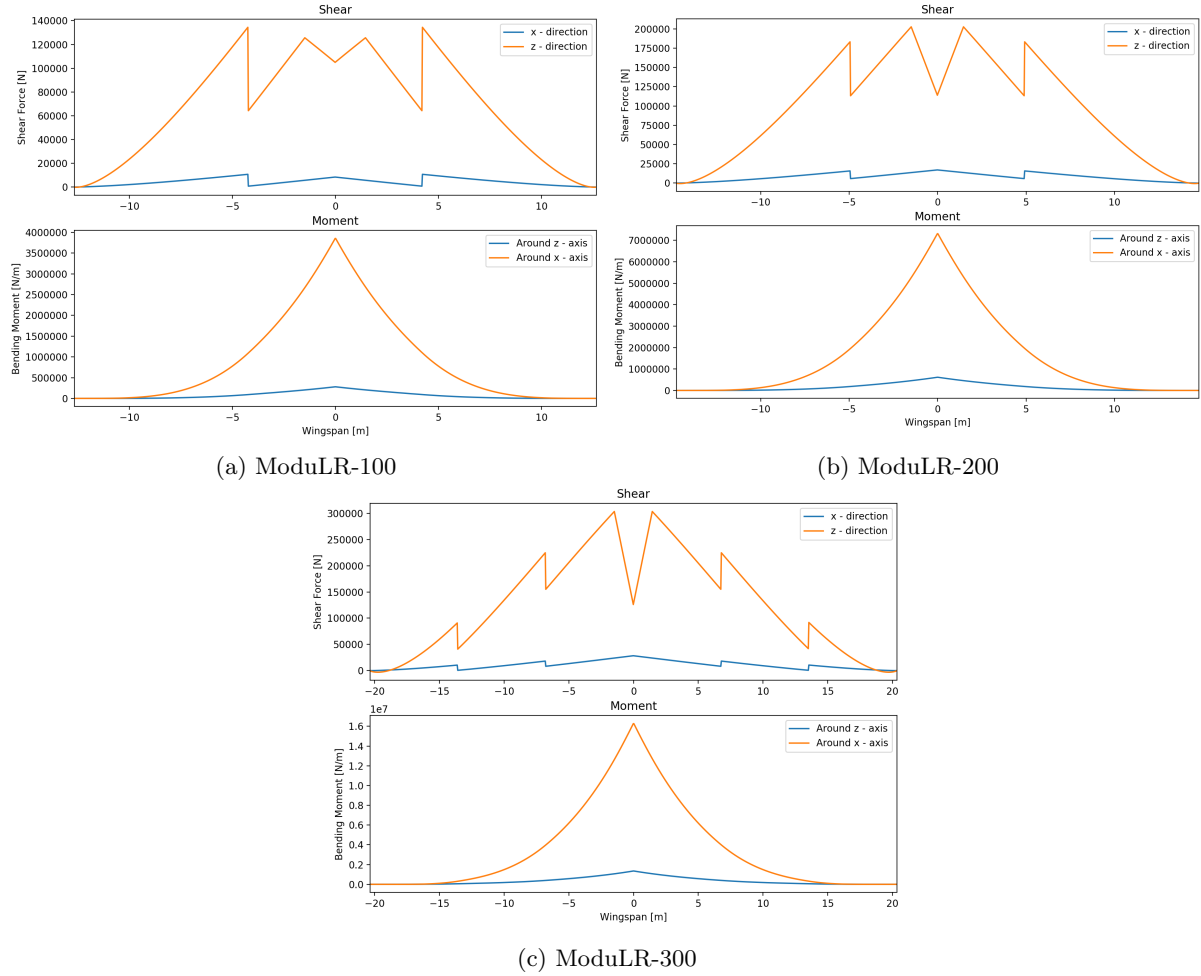 Shear
140000
120000
100000
80000
60000
40000
20000
0
Shear Force [N]
x - direction
z - direction
−10 −5 0 5 10
Moment
4000000
3500000
3000000
2500000
2000000
1500000
1000000
500000
0
Bending Moment [N/m]
Around z - axis
Around x - axis
−10 −5 0 5 10
Wingspan [m]
(a) ModuLR-100
Shear
200000
175000
150000
125000
100000
75000
50000
25000
0
Shear Force [N]
x - direction
z - direction
−10 −5 0 5 10
Moment
7000000
6000000
5000000
4000000
3000000
2000000
1000000
0
Bending Moment [N/m]
Around z - axis
Around x - axis
−10 −5 0 5 10
Wingspan [m]
(b) ModuLR-200
Shear
300000
250000
200000
150000
100000
50000
0
Shear Force [N]
x - direction
z - direction
−20 −15 −10 −5 0 5 10 15 20
1e7
Moment
1.6
1.4
1.2
1.0
0.8
0.6
0.4
0.2
0.0
Bending Moment [N/m]
Around z - axis
Around x - axis
−20 −15 −10 −5 0 5 10 15 20
Wingspan [m]
(c) ModuLR-300